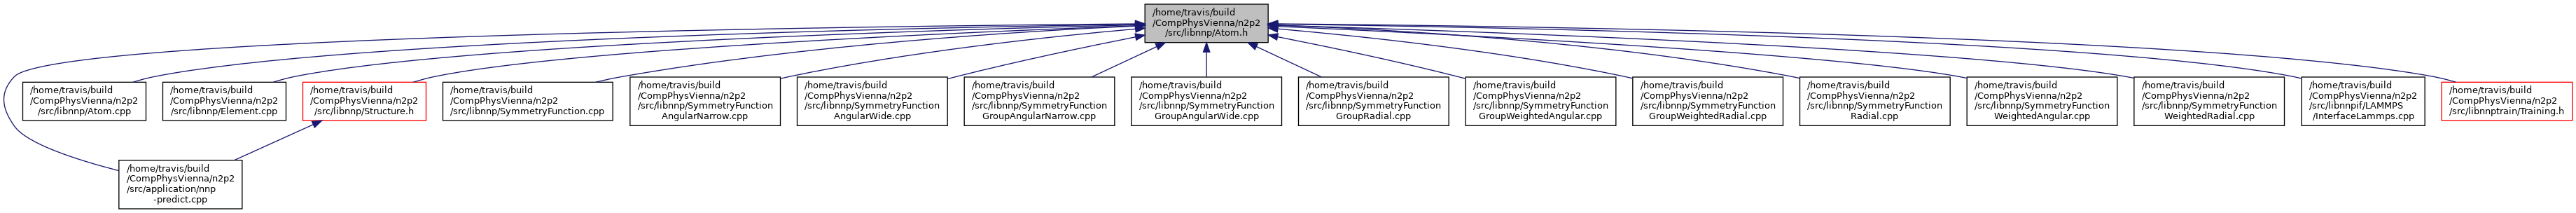 /home/travis/build
/CompPhysVienna/n2p2
/src/libnnp/Atom.h
/home/travis/build
/CompPhysVienna/n2p2
/src/libnnp/Atom.cpp
/home/travis/build
/CompPhysVienna/n2p2
/src/libnnp/Element.cpp
/home/travis/build
/CompPhysVienna/n2p2
/src/libnnp/Structure.h
/home/travis/build
/CompPhysVienna/n2p2
/src/libnnp/SymmetryFunction.cpp
/home/travis/build
/CompPhysVienna/n2p2
/src/libnnp/SymmetryFunction
AngularNarrow.cpp
/home/travis/build
/CompPhysVienna/n2p2
/src/libnnp/SymmetryFunction
AngularWide.cpp
/home/travis/build
/CompPhysVienna/n2p2
/src/libnnp/SymmetryFunction
GroupAngularNarrow.cpp
/home/travis/build
/CompPhysVienna/n2p2
/src/libnnp/SymmetryFunction
GroupAngularWide.cpp
/home/travis/build
/CompPhysVienna/n2p2
/src/libnnp/SymmetryFunction
GroupRadial.cpp
/home/travis/build
/CompPhysVienna/n2p2
/src/libnnp/SymmetryFunction
GroupWeightedAngular.cpp
/home/travis/build
/CompPhysVienna/n2p2
/src/libnnp/SymmetryFunction
GroupWeightedRadial.cpp
/home/travis/build
/CompPhysVienna/n2p2
/src/libnnp/SymmetryFunction
Radial.cpp
/home/travis/build
/CompPhysVienna/n2p2
/src/libnnp/SymmetryFunction
WeightedAngular.cpp
/home/travis/build
/CompPhysVienna/n2p2
/src/libnnp/SymmetryFunction
WeightedRadial.cpp
/home/travis/build
/CompPhysVienna/n2p2
/src/libnnpif/LAMMPS
/InterfaceLammps.cpp
/home/travis/build
/CompPhysVienna/n2p2
/src/libnnptrain/Training.h
/home/travis/build
/CompPhysVienna/n2p2
/src/application/nnp
-predict.cpp